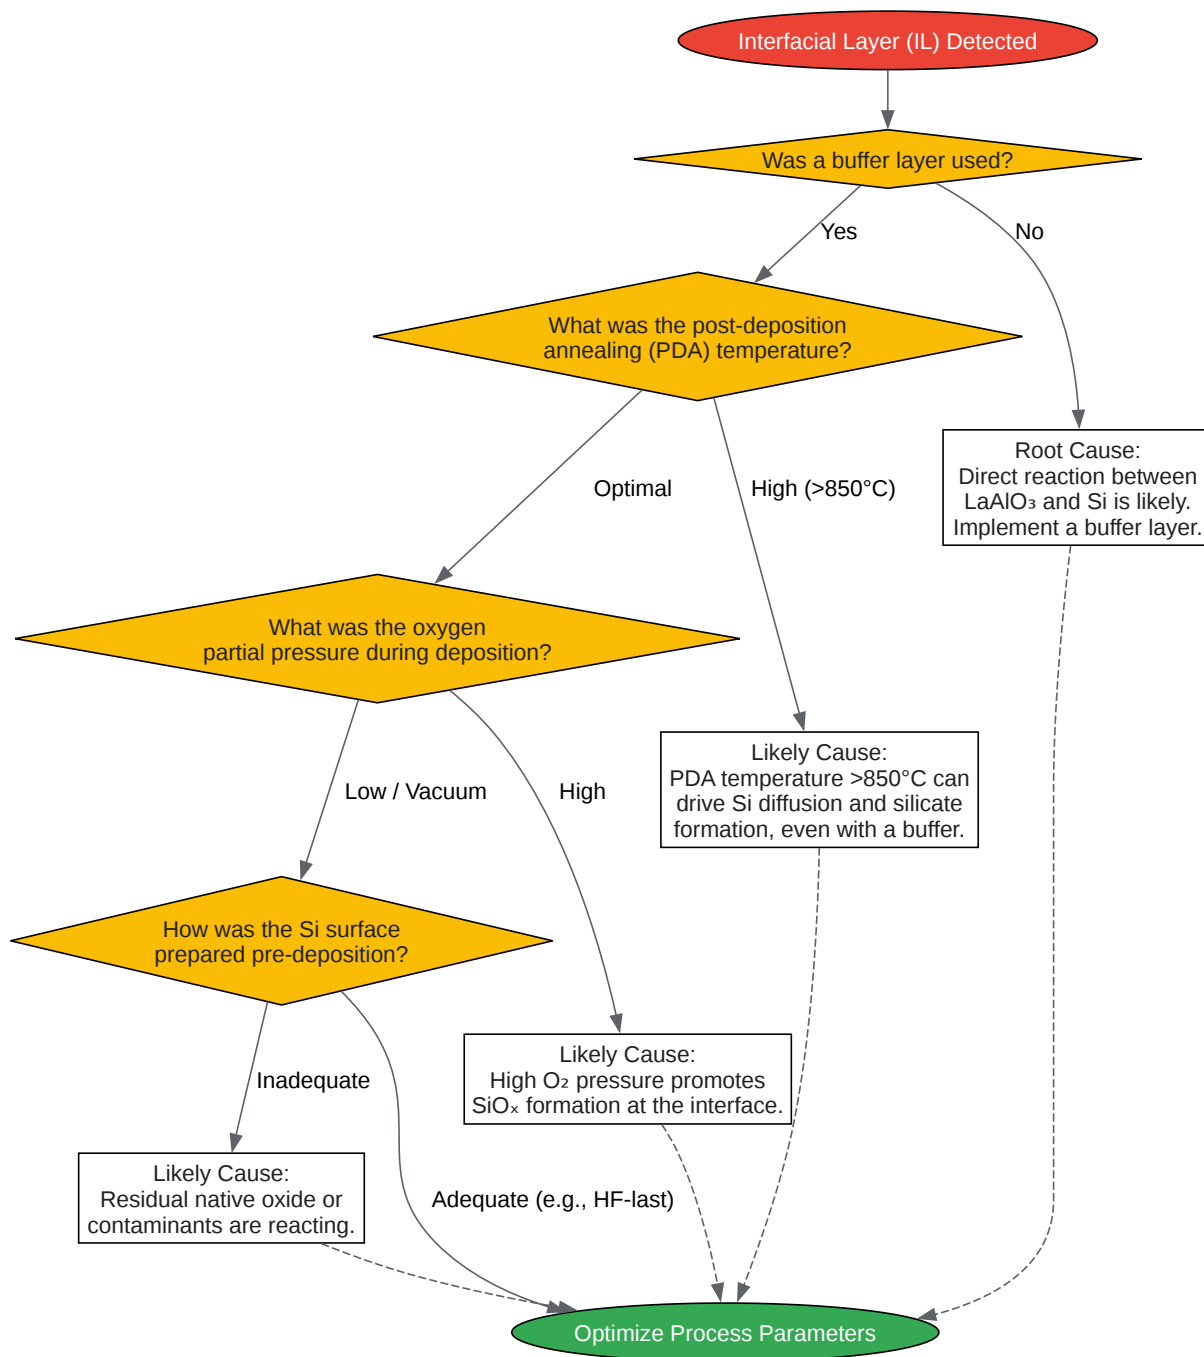 Interfacial Layer (IL) Detected
Was a buffer layer used?
Yes
No
What was the post-deposition
annealing (PDA) temperature?
Root Cause:
Direct reaction between
LaAlO₃ and Si is likely.
Implement a buffer layer.
Optimal
High (>850°C)
What was the oxygen
partial pressure during deposition?
Likely Cause:
PDA temperature >850°C can
drive Si diffusion and silicate
formation, even with a buffer.
Low / Vacuum
High
How was the Si surface
prepared pre-deposition?
Likely Cause:
High O₂ pressure promotes
SiOₓ formation at the interface.
Inadequate
Likely Cause:
Residual native oxide or
contaminants are reacting.
Adequate (e.g., HF-last)
Optimize Process Parameters